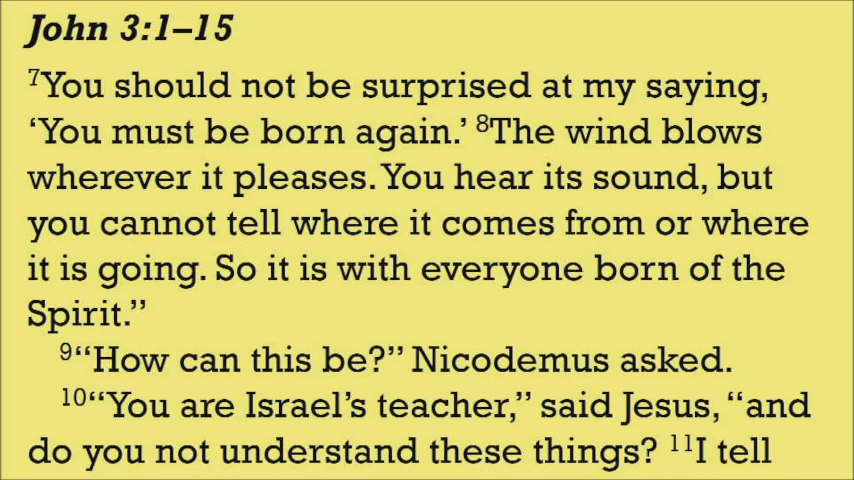 John 3:1–15
⁷You should not be surprised at my saying,
‘You must be born again.’ ⁸The wind blows
wherever it pleases. You hear its sound, but
you cannot tell where it comes from or where
it is going. So it is with everyone born of the
Spirit.”
⁹“How can this be?” Nicodemus asked.
¹⁰“You are Israel’s teacher,” said Jesus, “and
do you not understand these things? ¹¹I tell